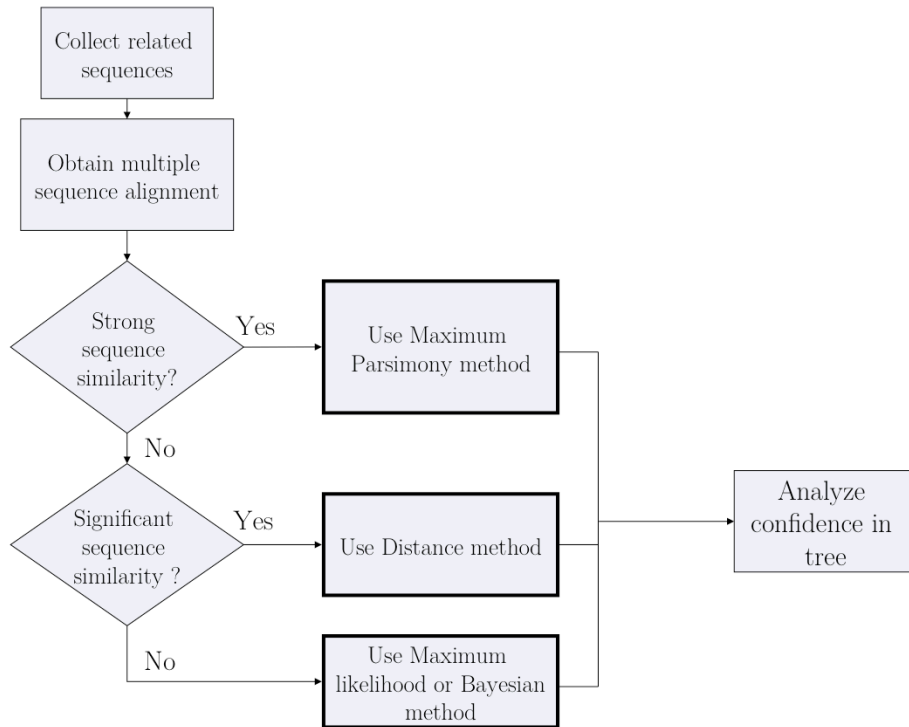 Collect related
sequences
Obtain multiple
sequence alignment
Strong
sequence
similarity?
Yes
Use Maximum
Parsimony method
No
Significant
sequence
similarity ?
Yes
Use Distance method
No
Use Maximum
likelihood or Bayesian
method
Analyze
confidence in
tree